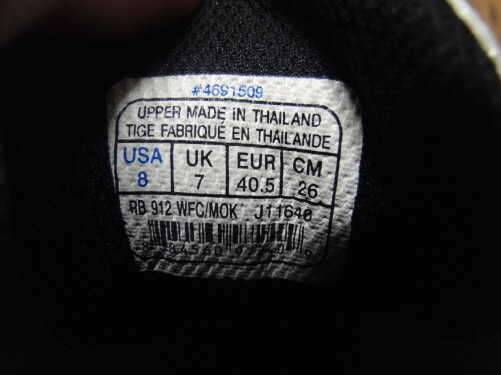 #4691509
UPPER MADE IN THAILAND
TIGE FABRIQUÉ EN THAILANDE
USA UK EUR CM
8 7 40.5 26
RB 912 WFC/MOK J11640